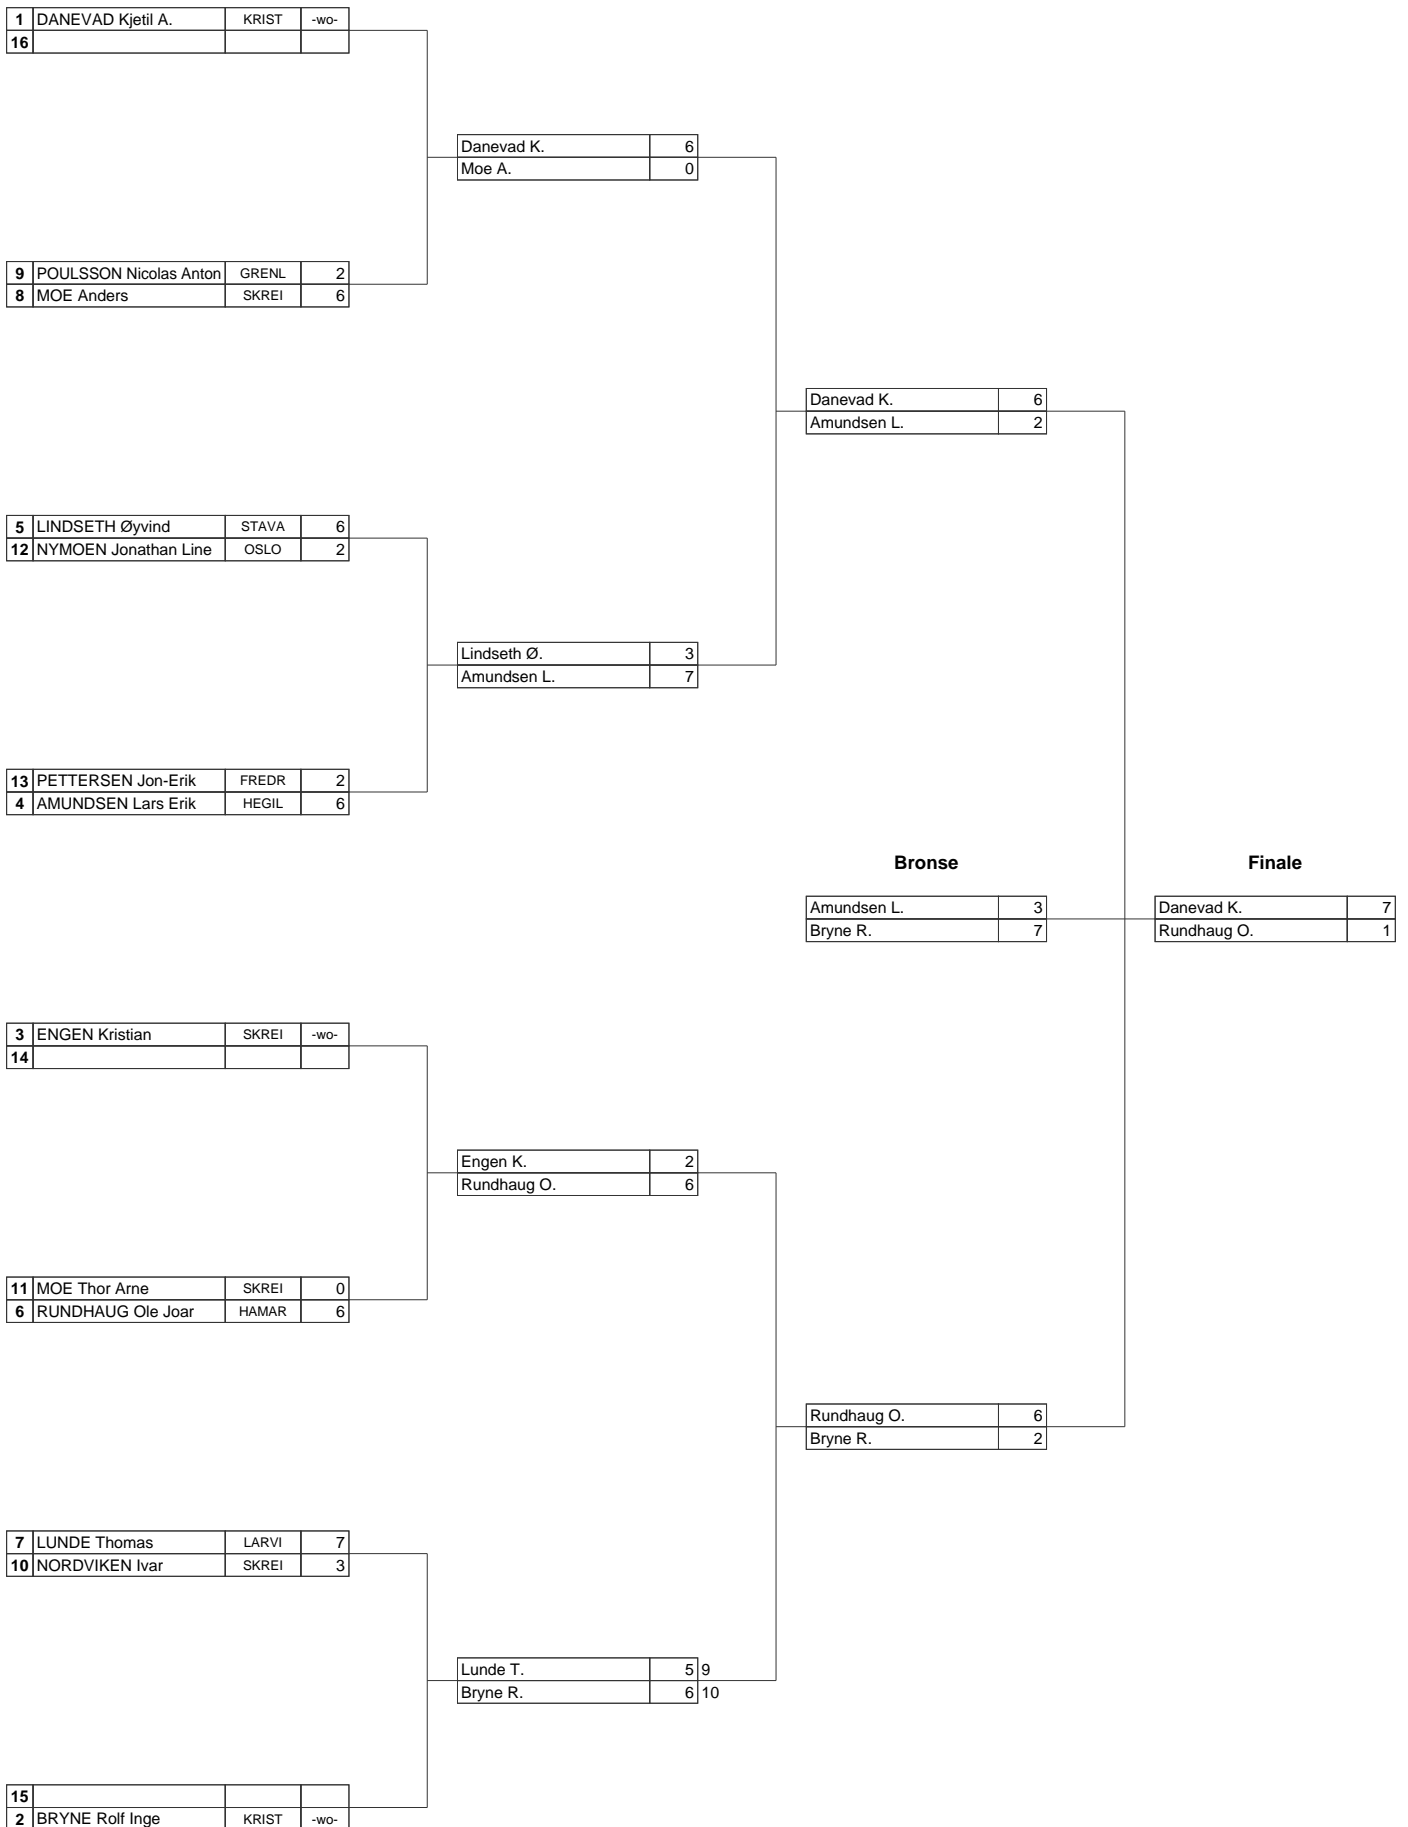 1 DANEVAD Kjetil A. KRIST -wo-
16
Danevad K. 6
Moe A. 0
9 POULSSON Nicolas Anton GRENL 2
8 MOE Anders SKREI 6
Danevad K. 6
Amundsen L. 2
5 LINDSETH Øyvind STAVA 6
12 NYMOEN Jonathan Line OSLO 2
Lindseth Ø. 3
Amundsen L. 7
13 PETTERSEN Jon-Erik FREDR 2
4 AMUNDSEN Lars Erik HEGIL 6
Bronse Finale
Amundsen L. 3 Danevad K. 7
Bryne R. 7 Rundhaug O. 1
3 ENGEN Kristian SKREI -wo-
14
Engen K. 2
Rundhaug O. 6
11 MOE Thor Arne SKREI 0
6 RUNDHAUG Ole Joar HAMAR 6
Rundhaug O. 6
Bryne R. 2
7 LUNDE Thomas LARVI 7
10 NORDVIKEN Ivar SKREI 3
Lunde T. 5 9
Bryne R. 6 10
15
2 BRYNE Rolf Inge KRIST -wo-